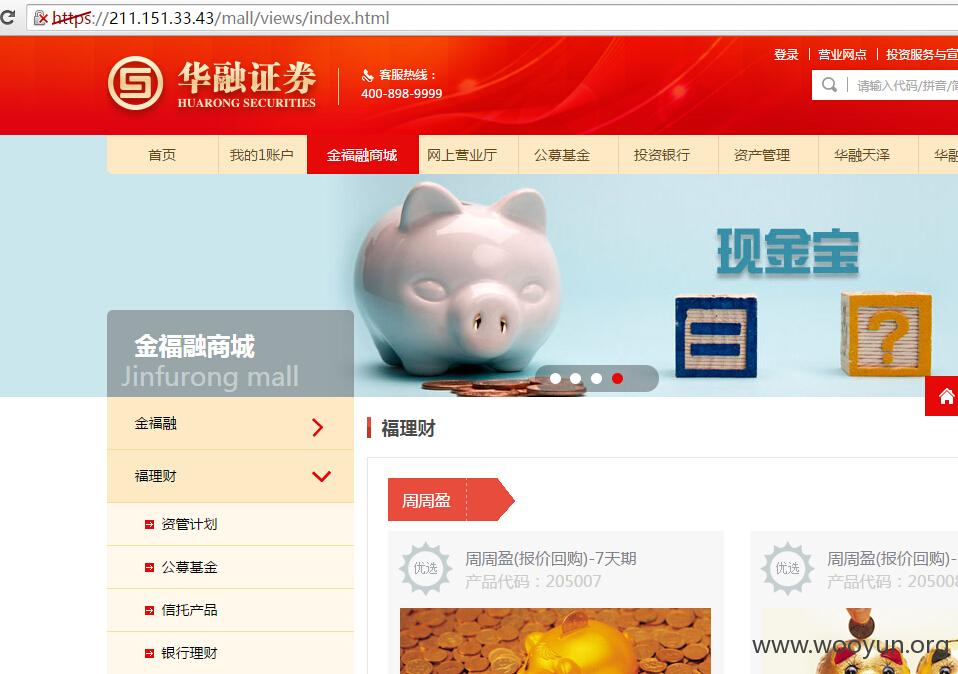 https://211.151.33.43/mall/views/index.html
登录 营业网点 投资服务与宣
华融证券
HUARONG SECURITIES
客服热线：
400-898-9999
请输入代码/拼音/简
首页 我的1账户 金福融商城 网上营业厅 公募基金 投资银行 资产管理 华融天泽 华融
现金宝
= ?
金福融商城
Jinfurong mall
金福融
福理财
资管计划
公募基金
信托产品
银行理财
福理财
周周盈
优选
周周盈(报价回购)-7天期
产品代码：205007
优选
周周盈(报价回购)-
产品代码：205008
www.wooyun.org